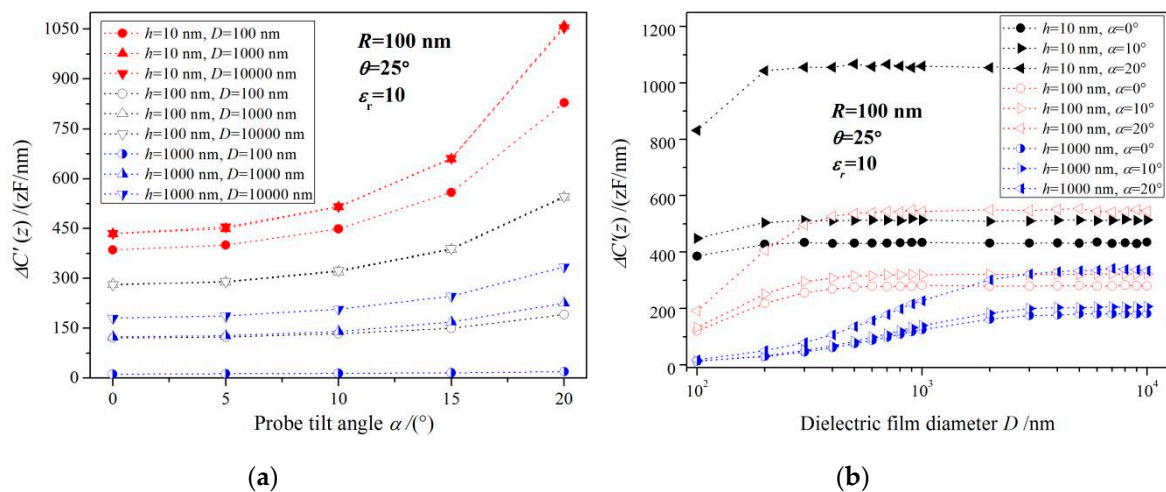 1050
900
750
600
450
300
150
0
ΔC'(z) /(zF/nm)
h=10 nm, D=100 nm
h=10 nm, D=1000 nm
h=10 nm, D=10000 nm
h=100 nm, D=100 nm
h=100 nm, D=1000 nm
h=100 nm, D=10000 nm
h=1000 nm, D=100 nm
h=1000 nm, D=1000 nm
h=1000 nm, D=10000 nm
R=100 nm
θ=25°
εr=10
0 5 10 15 20
Probe tilt angle α /(°)
(a)
1200
1000
800
600
400
200
0
ΔC'(z) /(zF/nm)
h=10 nm, α=0°
h=10 nm, α=10°
h=10 nm, α=20°
h=100 nm, α=0°
h=100 nm, α=10°
h=100 nm, α=20°
h=1000 nm, α=0°
h=1000 nm, α=10°
h=1000 nm, α=20°
R=100 nm
θ=25°
εr=10
10² 10³ 10⁴
Dielectric film diameter D /nm
(b)